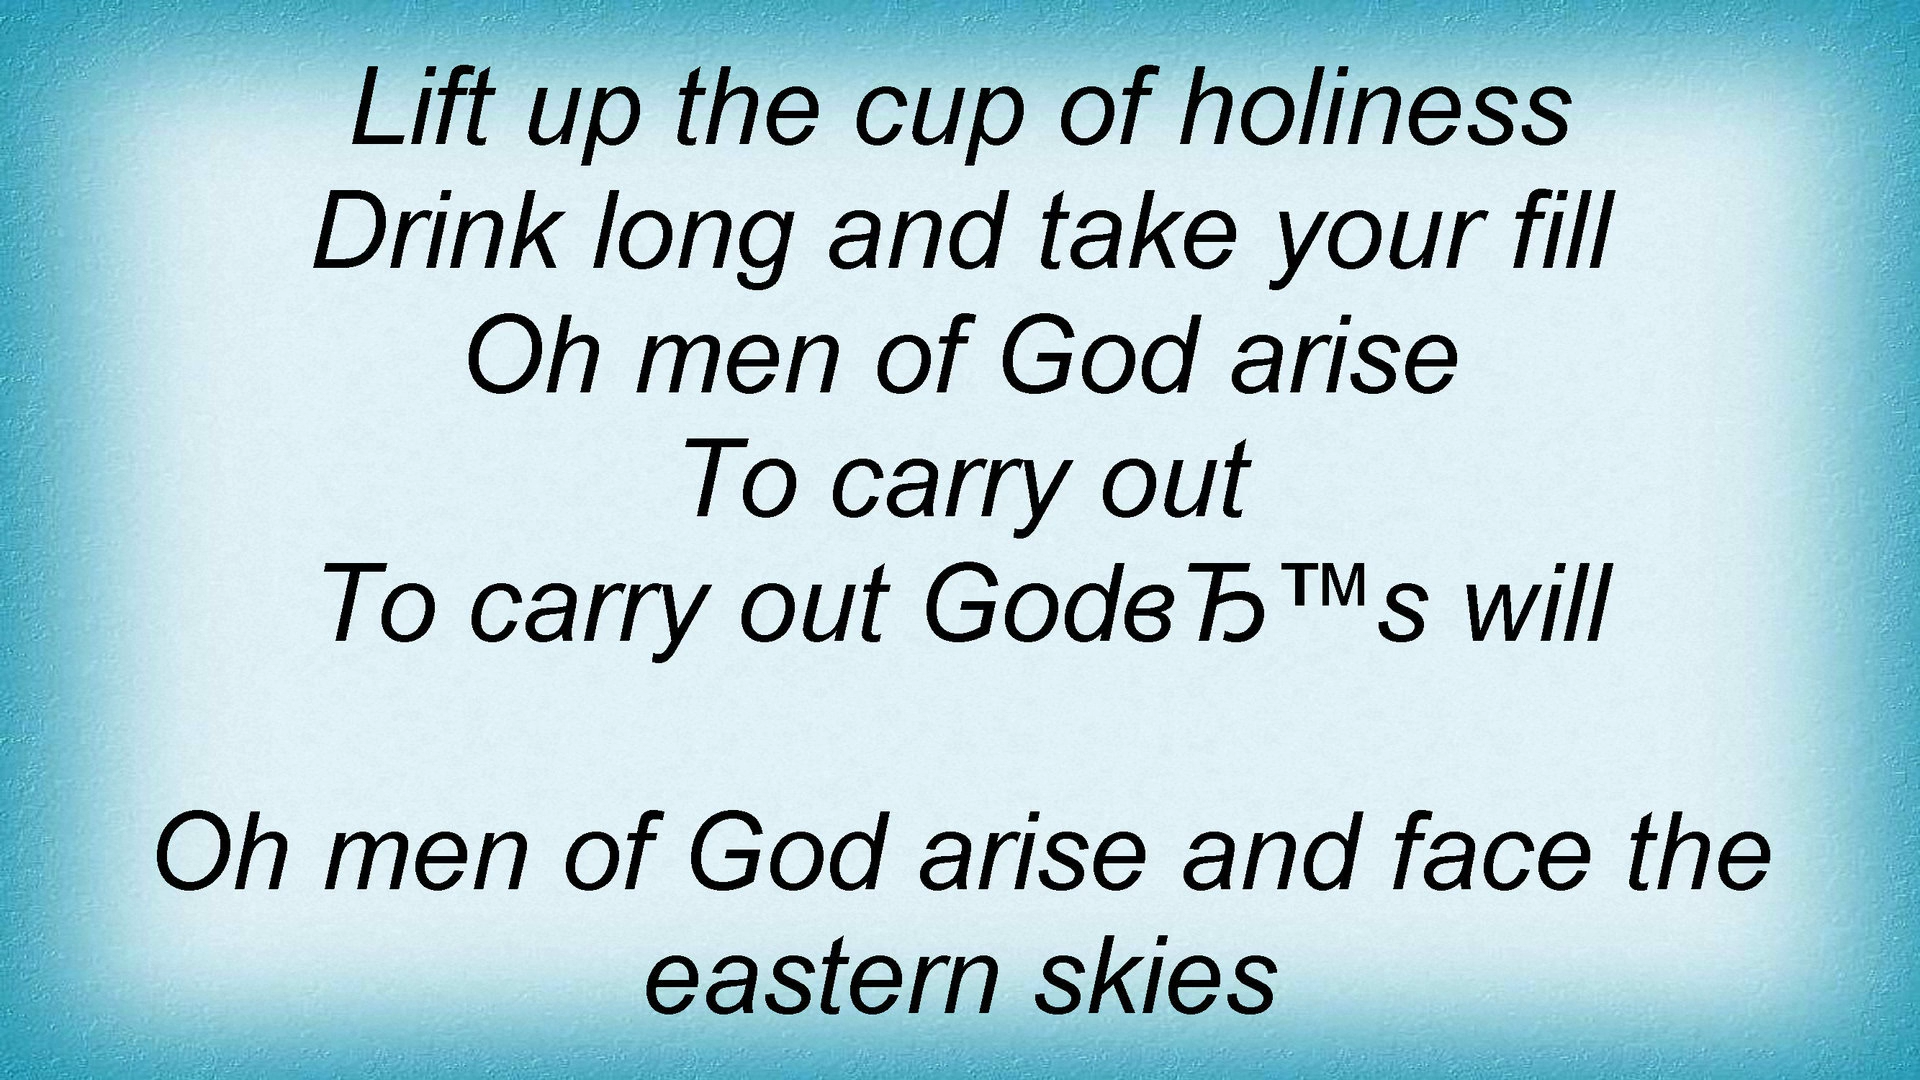 Lift up the cup of holiness
Drink long and take your fill
Oh men of God arise
To carry out
To carry out GodвЂ™s will
Oh men of God arise and face the
eastern skies